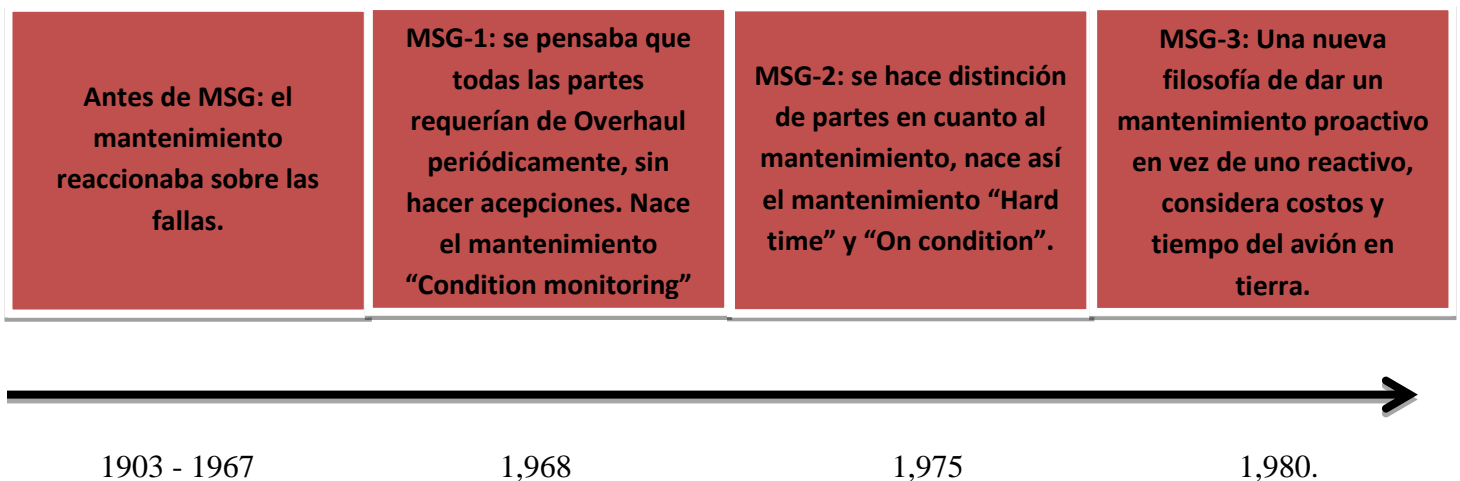 Antes de MSG: el
mantenimiento
reaccionaba sobre las
fallas.
MSG-1: se pensaba que
todas las partes
requerían de Overhaul
periódicamente, sin
hacer acepciones. Nace
el mantenimiento
“Condition monitoring”
MSG-2: se hace distinción
de partes en cuanto al
mantenimiento, nace así
el mantenimiento “Hard
time” y “On condition”.
MSG-3: Una nueva
filosofía de dar un
mantenimiento proactivo
en vez de uno reactivo,
considera costos y
tiempo del avión en
tierra.
1903 - 1967
1,968
1,975
1,980.